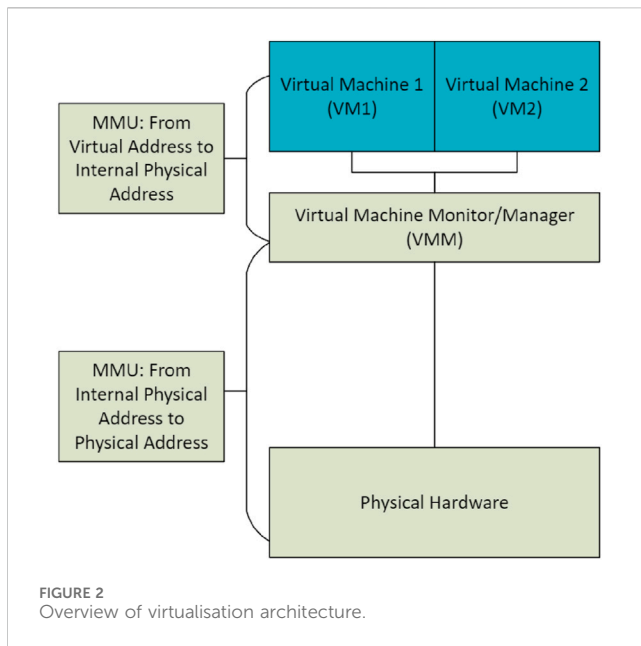 Virtual Machine 1
(VM1)
Virtual Machine 2
(VM2)
MMU: From
Virtual Address to
Internal Physical
Address
Virtual Machine Monitor/Manager
(VMM)
MMU: From
Internal Physical
Address to
Physical Address
Physical Hardware
FIGURE 2
Overview of virtualisation architecture.